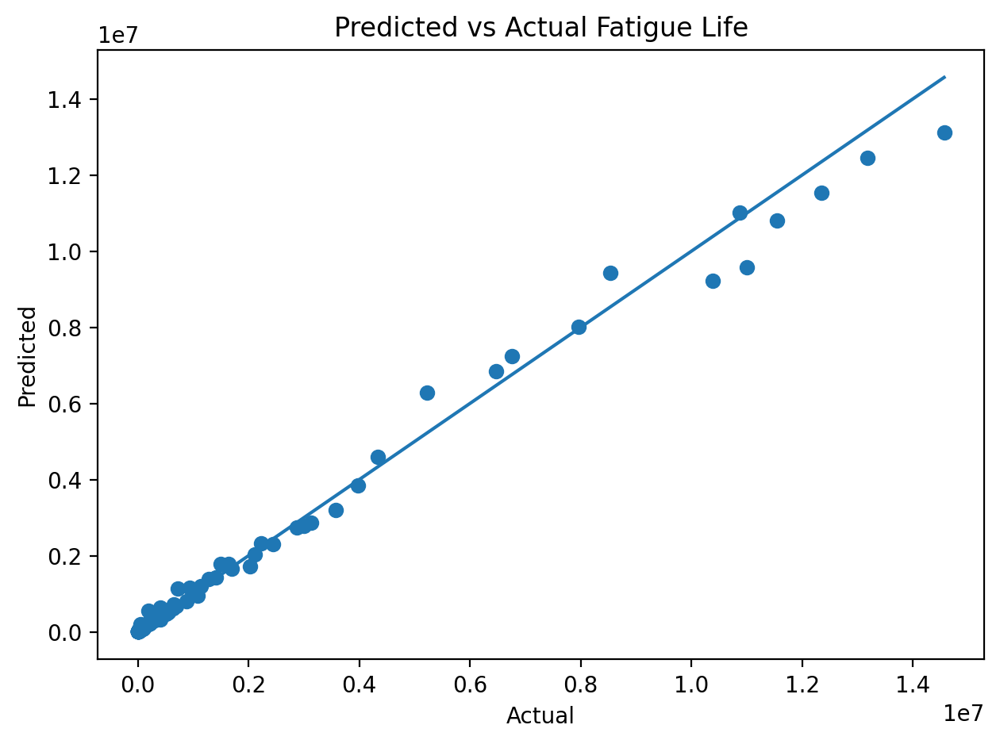 Predicted vs Actual Fatigue Life
1e7
1.4
1.2
1.0
0.8
0.6
0.4
0.2
0.0
Predicted
0.0 0.2 0.4 0.6 0.8 1.0 1.2 1.4
1e7
Actual